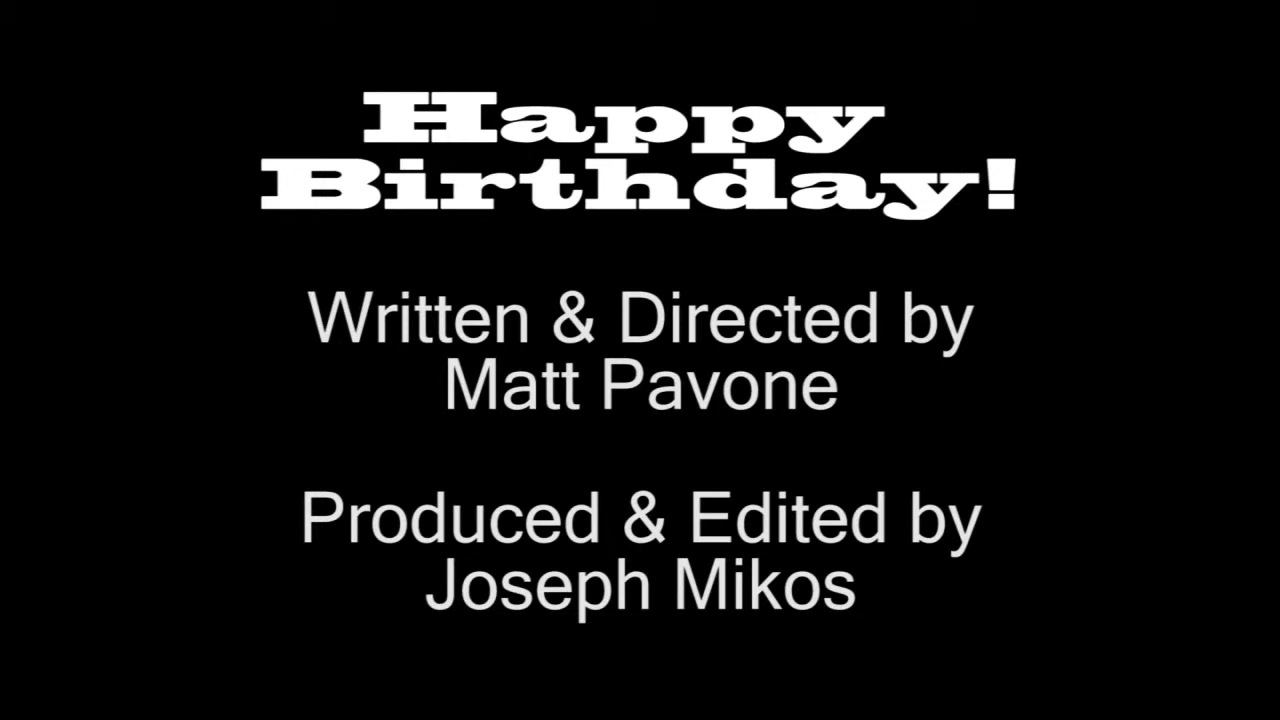 Happy
Birthday!
Written & Directed by
Matt Pavone
Produced & Edited by
Joseph Mikos